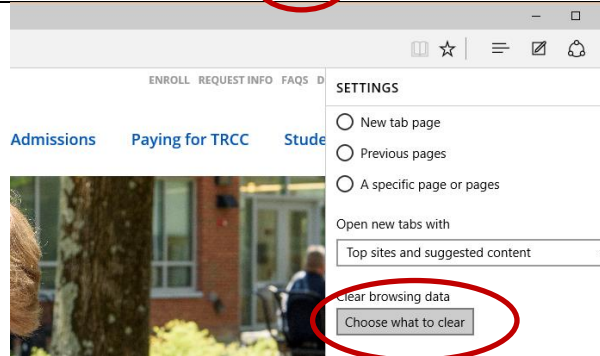 ENROLL REQUEST INFO FAQS D
Admissions Paying for TRCC Stude
SETTINGS
New tab page
Previous pages
A specific page or pages
Open new tabs with
Top sites and suggested content
Clear browsing data
Choose what to clear